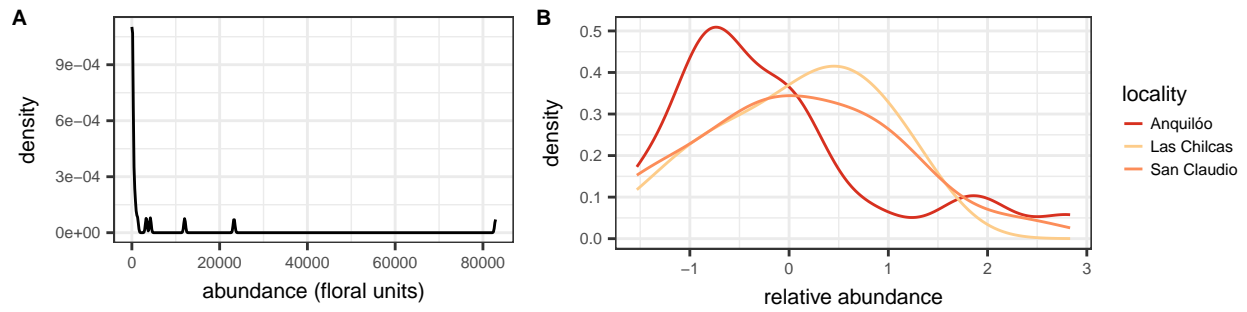 A
density
9e−04
6e−04
3e−04
0e+00
0
20000
40000
60000
80000
abundance (floral units)
B
density
0.5
0.4
0.3
0.2
0.1
0.0
−1
0
1
2
3
relative abundance
locality
Anquilóo
Las Chilcas
San Claudio